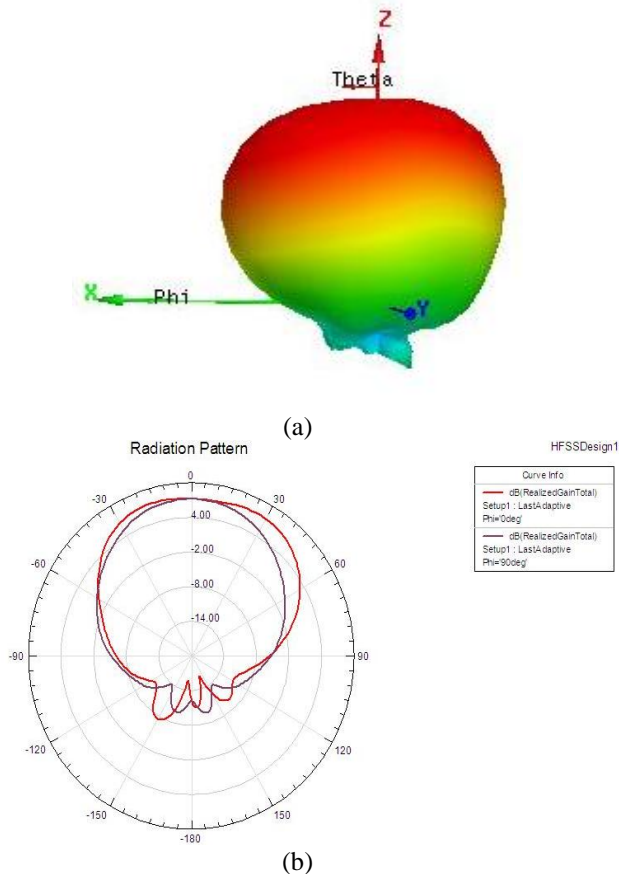 Z
Theta
X
Phi
Y
(a)
Radiation Pattern
HFSSDesign1
0
-30
30
4.00
-60
60
-2.00
-8.00
-14.00
-90
90
-120
120
-150
150
-180
(b)
Curve Info
dB(RealizedGainTotal)
Setup1 : LastAdaptive
Phi='0deg'
dB(RealizedGainTotal)
Setup1 : LastAdaptive
Phi='90deg'